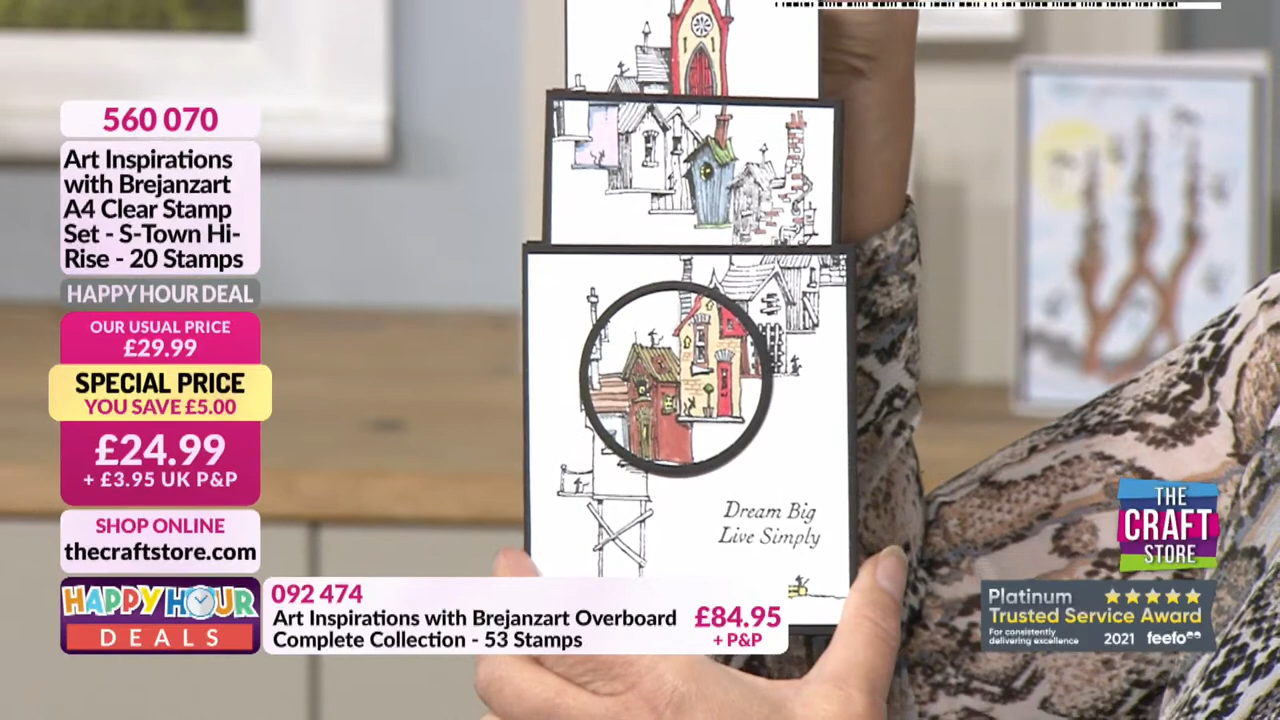 560 070
Art Inspirations
with Brejanzart
A4 Clear Stamp
Set - S-Town Hi-
Rise - 20 Stamps
HAPPY HOUR DEAL
OUR USUAL PRICE
£29.99
SPECIAL PRICE
YOU SAVE £5.00
£24.99
+ £3.95 UK P&P
SHOP ONLINE
thecraftstore.com
HAPPY HOUR
DEALS
092 474
Art Inspirations with Brejanzart Overboard
Complete Collection - 53 Stamps
£84.95
+ P&P
Dream Big
Live Simply
THE
CRAFT
STORE
Platinum
Trusted Service Award
For consistently
delivering excellence
2021 feefo